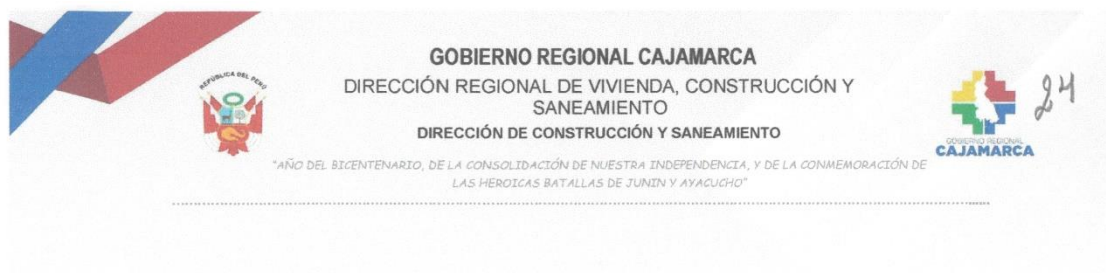 GOBIERNO REGIONAL CAJAMARCA
DIRECCIÓN REGIONAL DE VIVIENDA, CONSTRUCCIÓN Y
SANEAMIENTO
DIRECCIÓN DE CONSTRUCCIÓN Y SANEAMIENTO
"AÑO DEL BICENTENARIO, DE LA CONSOLIDACIÓN DE NUESTRA INDEPENDENCIA, Y DE LA CONMEMORACIÓN DE
LAS HEROICAS BATALLAS DE JUNIN Y AYACUCHO"
REPÚBLICA DEL PERÚ
GOBIERNO REGIONAL
CAJAMARCA
24